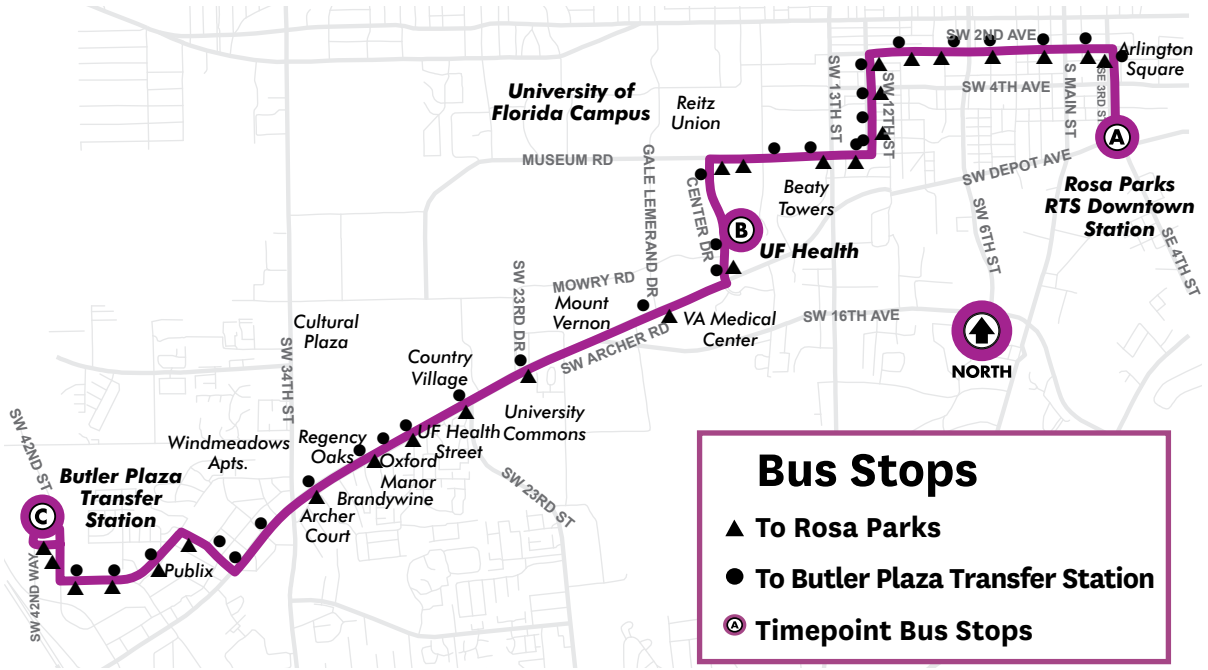 SW 2ND AVE
Arlington
Square
SW 13TH ST
SW 12TH ST
SW 4TH AVE
S MAIN ST
SE 3RD ST
University of
Florida Campus
Reitz
Union
A
MUSEUM RD
GALE LEMERAND DR
CENTER DR
Beaty
Towers
SW DEPOT AVE
Rosa Parks
RTS Downtown
Station
SW 6TH ST
SE 4TH ST
B
UF Health
MOWRY RD
Mount
Vernon
SW 23RD DR
VA Medical
Center
SW 16TH AVE
SW ARCHER RD
Cultural
Plaza
SW 34TH ST
Country
Village
NORTH
University
Commons
UF Health
Street
SW 42ND ST
Windmeadows
Apts.
Regency
Oaks
Oxford
Manor
Brandywine
Archer
Court
SW 23RD ST
Butler Plaza
Transfer
Station
C
Publix
SW 42ND WAY
Bus Stops
To Rosa Parks
To Butler Plaza Transfer Station
A Timepoint Bus Stops